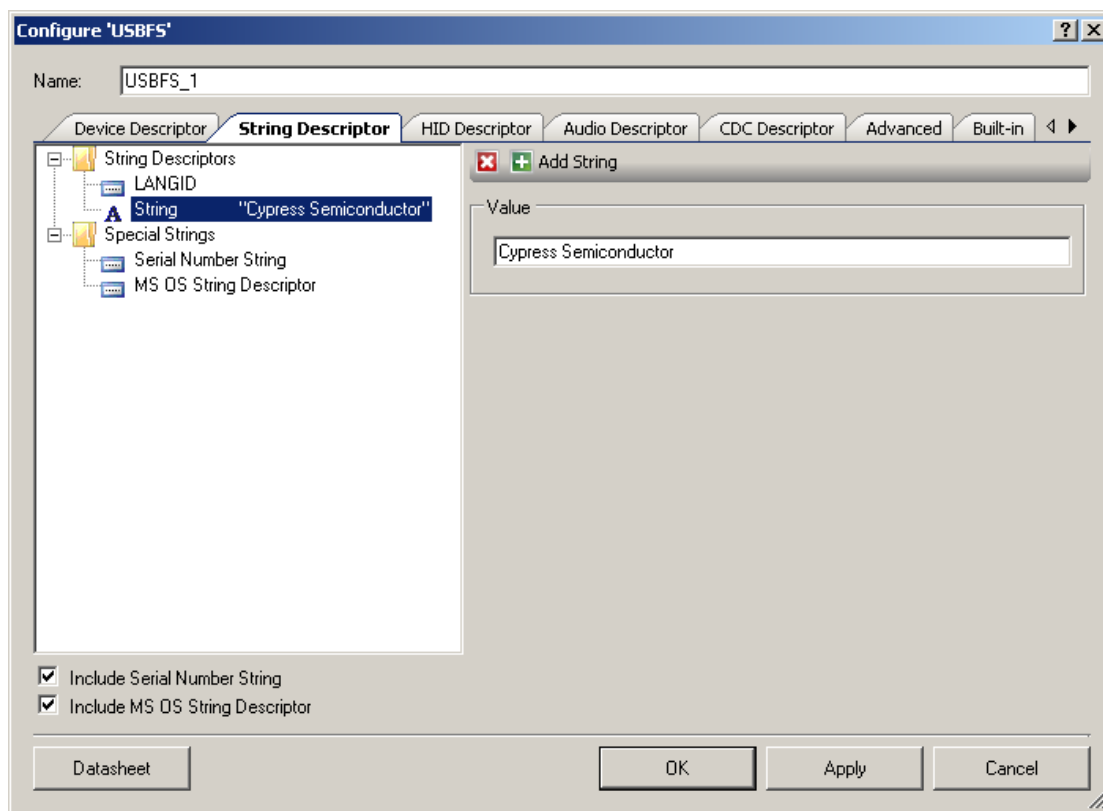 Configure 'USBFS'
Name: USBFS_1
Device Descriptor String Descriptor HID Descriptor Audio Descriptor CDC Descriptor Advanced Built-in
String Descriptors
LANGID
String "Cypress Semiconductor"
Special Strings
Serial Number String
MS OS String Descriptor
Add String
Value
Cypress Semiconductor
Include Serial Number String
Include MS OS String Descriptor
Datasheet OK Apply Cancel